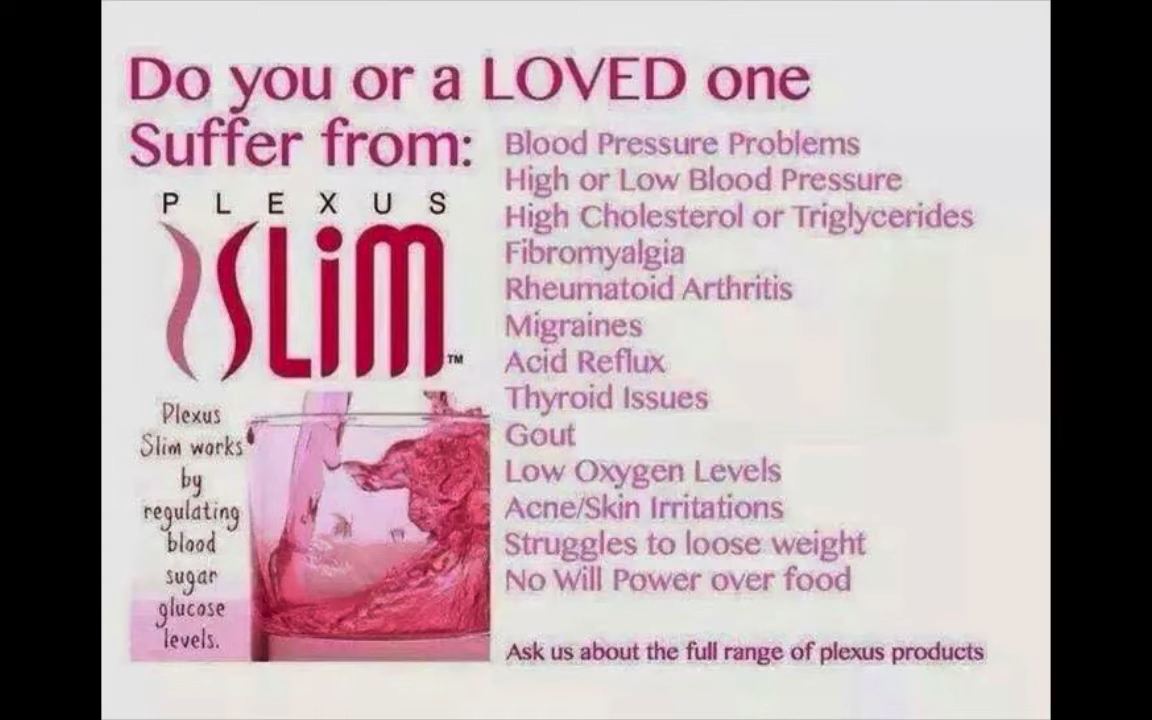 Do you or a LOVED one
Suffer from:
PLEXUS
SLiM™
Plexus
Slim works
by
regulating
blood
sugar
glucose
levels.
Blood Pressure Problems
High or Low Blood Pressure
High Cholesterol or Triglycerides
Fibromyalgia
Rheumatoid Arthritis
Migraines
Acid Reflux
Thyroid Issues
Gout
Low Oxygen Levels
Acne/Skin Irritations
Struggles to loose weight
No Will Power over food
Ask us about the full range of plexus products